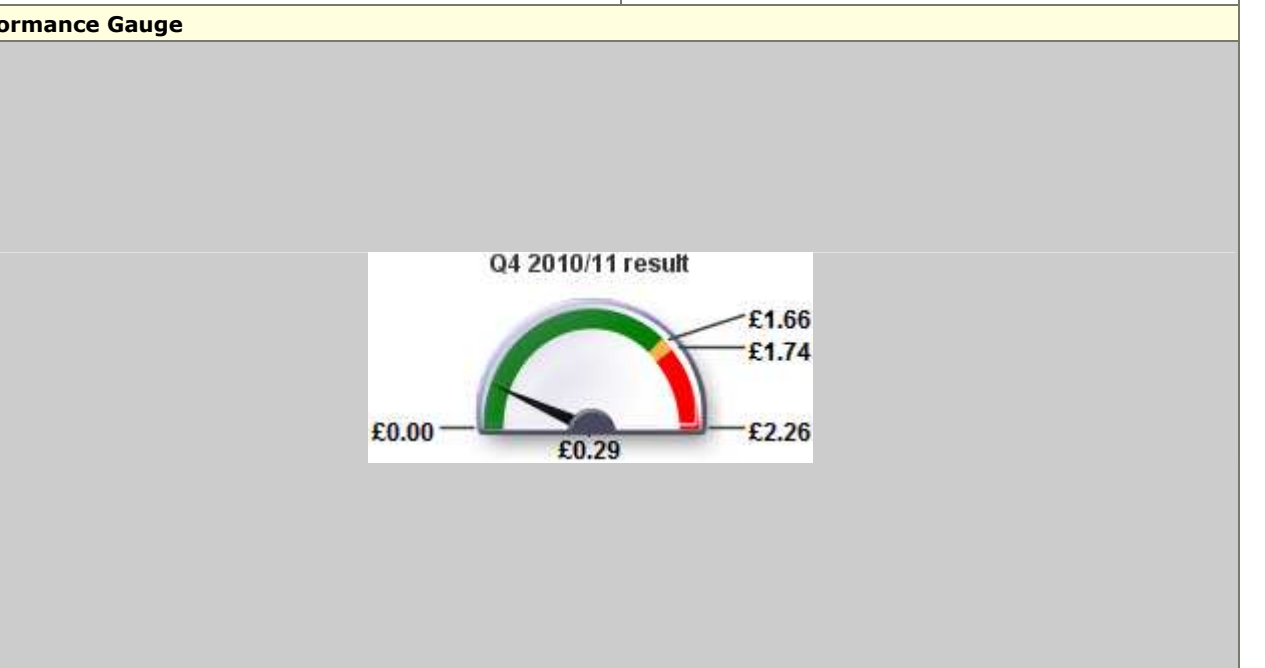 ormance Gauge
Q4 2010/11 result
£1.66
£1.74
£0.00
£2.26
£0.29